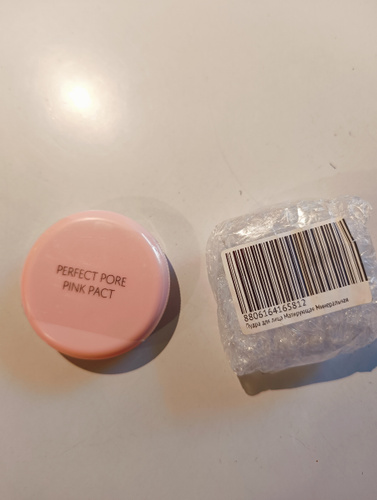 PERFECT PORE
PINK PACT
8806164165812
Пудра для лица Матирующая Минеральная